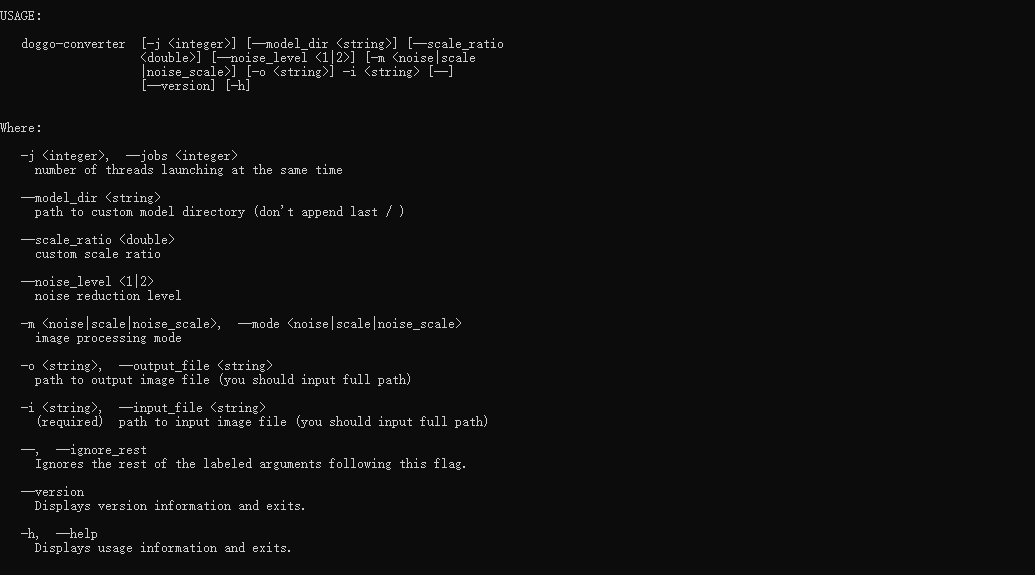 USAGE:
doggo-converter [-j <integer>] [--model_dir <string>] [--scale_ratio
<double>] [--noise_level <1|2>] [-m <noise|scale
|noise_scale>] [-o <string>] -i <string> [--]
[--version] [-h]
Where:
-j <integer>, --jobs <integer>
number of threads launching at the same time
--model_dir <string>
path to custom model directory (don't append last / )
--scale_ratio <double>
custom scale ratio
--noise_level <1|2>
noise reduction level
-m <noise|scale|noise_scale>, --mode <noise|scale|noise_scale>
image processing mode
-o <string>, --output_file <string>
path to output image file (you should input full path)
-i <string>, --input_file <string>
(required) path to input image file (you should input full path)
--, --ignore_rest
Ignores the rest of the labeled arguments following this flag.
--version
Displays version information and exits.
-h, --help
Displays usage information and exits.